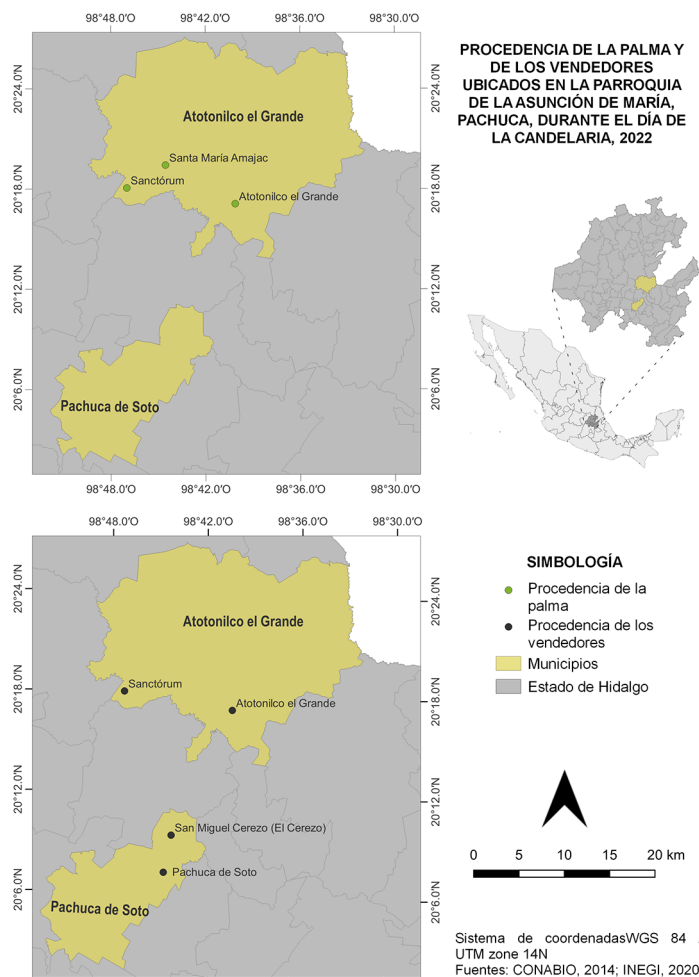 98°48.0'O 98°42.0'O 98°36.0'O 98°30.0'O
20°24.0'N
20°24.0'N
Atotonilco el Grande
Santa María Amajac
Sanctórum
Atotonilco el Grande
20°18.0'N
20°18.0'N
20°12.0'N
20°12.0'N
20°6.0'N
20°6.0'N
Pachuca de Soto
98°48.0'O 98°42.0'O 98°36.0'O 98°30.0'O
PROCEDENCIA DE LA PALMA Y
DE LOS VENDEDORES
UBICADOS EN LA PARROQUIA
DE LA ASUNCIÓN DE MARÍA,
PACHUCA, DURANTE EL DÍA DE
LA CANDELARIA, 2022
98°48.0'O 98°42.0'O 98°36.0'O 98°30.0'O
20°24.0'N
20°24.0'N
Atotonilco el Grande
Sanctórum
Atotonilco el Grande
20°18.0'N
20°18.0'N
20°12.0'N
20°12.0'N
San Miguel Cerezo (El Cerezo)
Pachuca de Soto
20°6.0'N
20°6.0'N
Pachuca de Soto
SIMBOLOGÍA
Procedencia de la
palma
Procedencia de los
vendedores
Municipios
Estado de Hidalgo
0 5 10 15 20 km
Sistema de coordenadasWGS 84
UTM zone 14N
Fuentes: CONABIO, 2014; INEGI, 2020